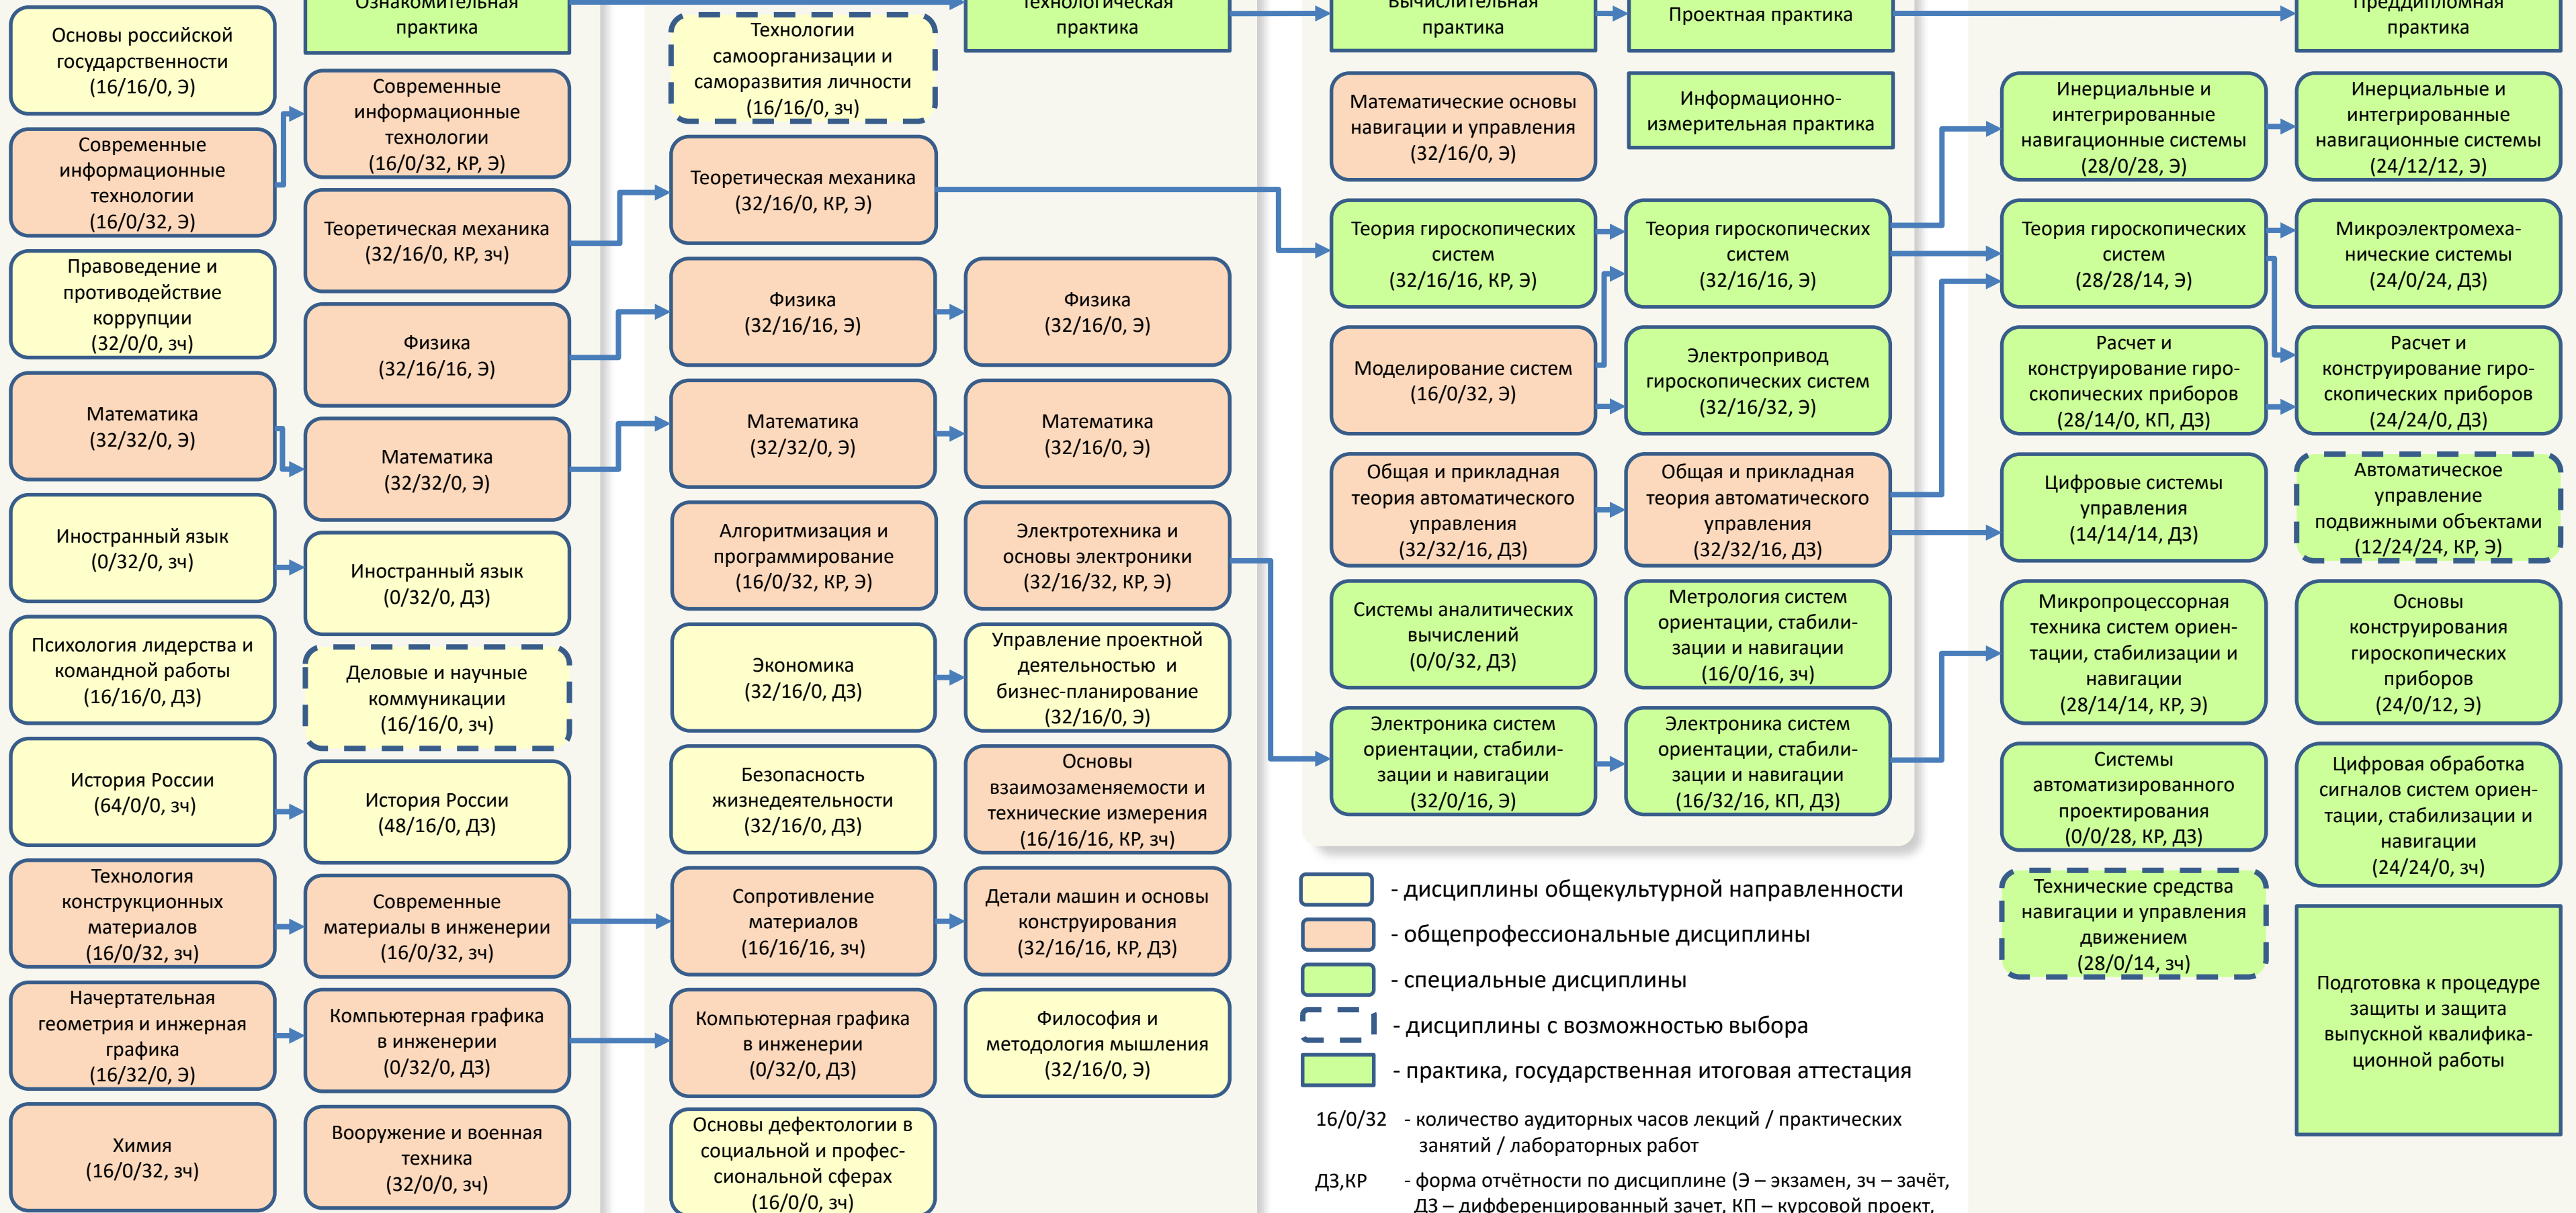 Основы российской
государственности
(16/16/0, Э)
Современные
информационные
технологии
(16/0/32, Э)
Правоведение и
противодействие
коррупции
(32/0/0, зч)
Математика
(32/32/0, Э)
Иностранный язык
(0/32/0, зч)
Психология лидерства и
командной работы
(16/16/0, ДЗ)
История России
(64/0/0, зч)
Технология
конструкционных
материалов
(16/0/32, зч)
Начертательная
геометрия и инжерная
графика
(16/32/0, Э)
Химия
(16/0/32, зч)
Ознакомительная
практика
Современные
информационные
технологии
(16/0/32, КР, Э)
Теоретическая механика
(32/16/0, КР, зч)
Физика
(32/16/16, Э)
Математика
(32/32/0, Э)
Иностранный язык
(0/32/0, ДЗ)
Деловые и научные
коммуникации
(16/16/0, зч)
История России
(48/16/0, ДЗ)
Современные
материалы в инженерии
(16/0/32, зч)
Компьютерная графика
в инженерии
(0/32/0, ДЗ)
Вооружение и военная
техника
(32/0/0, зч)
Технологии
самоорганизации и
саморазвития личности
(16/16/0, зч)
Теоретическая механика
(32/16/0, КР, Э)
Физика
(32/16/16, Э)
Математика
(32/32/0, Э)
Алгоритмизация и
программирование
(16/0/32, КР, Э)
Экономика
(32/16/0, ДЗ)
Безопасность
жизнедеятельности
(32/16/0, ДЗ)
Сопротивление
материалов
(16/16/16, зч)
Компьютерная графика
в инженерии
(0/32/0, ДЗ)
Основы дефектологии в
социальной и профес-
сиональной сферах
(16/0/0, зч)
Технологическая
практика
Физика
(32/16/0, Э)
Математика
(32/16/0, Э)
Электротехника и
основы электроники
(32/16/32, КР, Э)
Управление проектной
деятельностью и
бизнес-планирование
(32/16/0, Э)
Основы
взаимозаменяемости и
технические измерения
(16/16/16, КР, зч)
Детали машин и основы
конструирования
(32/16/16, КР, ДЗ)
Философия и
методология мышления
(32/16/0, Э)
Вычислительная
практика
Математические основы
навигации и управления
(32/16/0, Э)
Теория гироскопических
систем
(32/16/16, КР, Э)
Моделирование систем
(16/0/32, Э)
Общая и прикладная
теория автоматического
управления
(32/32/16, ДЗ)
Системы аналитических
вычислений
(0/0/32, ДЗ)
Электроника систем
ориентации, стабили-
зации и навигации
(32/0/16, Э)
Проектная практика
Информационно-
измерительная практика
Теория гироскопических
систем
(32/16/16, Э)
Электропривод
гироскопических систем
(32/16/32, Э)
Общая и прикладная
теория автоматического
управления
(32/32/16, ДЗ)
Метрология систем
ориентации, стабили-
зации и навигации
(16/0/16, зч)
Электроника систем
ориентации, стабили-
зации и навигации
(16/32/16, КП, ДЗ)
- дисциплины общекультурной направленности
- общепрофессиональные дисциплины
- специальные дисциплины
- дисциплины с возможностью выбора
- практика, государственная итоговая аттестация
16/0/32 - количество аудиторных часов лекций / практических
занятий / лабораторных работ
ДЗ,КР - форма отчётности по дисциплине (Э – экзамен, зч – зачёт,
ДЗ – дифференцированный зачет, КП – курсовой проект,
Инерциальные и
интегрированные
навигационные системы
(28/0/28, Э)
Теория гироскопических
систем
(28/28/14, Э)
Расчет и
конструирование гиро-
скопических приборов
(28/14/0, КП, ДЗ)
Цифровые системы
управления
(14/14/14, ДЗ)
Микропроцессорная
техника систем ориен-
тации, стабилизации и
навигации
(28/14/14, КР, Э)
Системы
автоматизированного
проектирования
(0/0/28, КР, ДЗ)
Технические средства
навигации и управления
движением
(28/0/14, зч)
Преддипломная
практика
Инерциальные и
интегрированные
навигационные системы
(24/12/12, Э)
Микроэлектромеха-
нические системы
(24/0/24, ДЗ)
Расчет и
конструирование гиро-
скопических приборов
(24/24/0, ДЗ)
Автоматическое
управление
подвижными объектами
(12/24/24, КР, Э)
Основы
конструирования
гироскопических
приборов
(24/0/12, Э)
Цифровая обработка
сигналов систем ориен-
тации, стабилизации и
навигации
(24/24/0, зч)
Подготовка к процедуре
защиты и защита
выпускной квалифика-
ционной работы